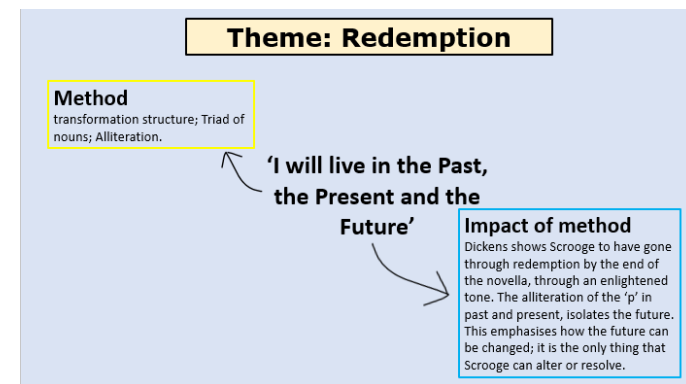 Theme: Redemption
Method
transformation structure; Triad of
nouns; Alliteration.
‘I will live in the Past,
the Present and the
Future’
Impact of method
Dickens shows Scrooge to have gone
through redemption by the end of
the novella, through an enlightened
tone. The alliteration of the ‘p’ in
past and present, isolates the future.
This emphasises how the future can
be changed; it is the only thing that
Scrooge can alter or resolve.